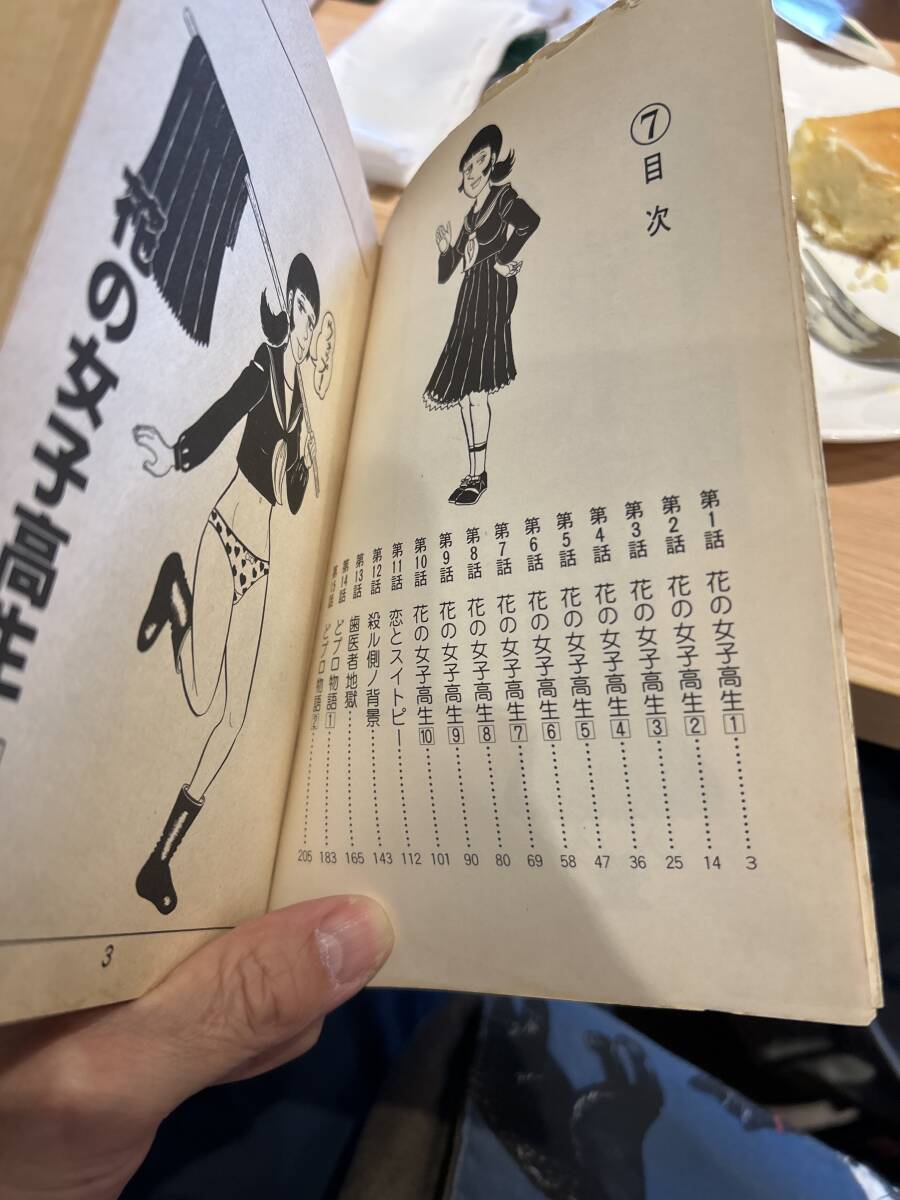 ⑦目次
第1話 花の女子高生1……3
第2話 花の女子高生2……14
第3話 花の女子高生3……25
第4話 花の女子高生4……36
第5話 花の女子高生5……47
第6話 花の女子高生6……58
第7話 花の女子高生7……69
第8話 花の女子高生8……80
第9話 花の女子高生9……90
第10話 花の女子高生10……101
第11話 恋とスイトピー……112
第12話 殺ル側ノ背景……143
第13話 歯医者地獄……165
第14話 どブロ物語1……183
第15話 どブロ物語2……205
花の女子高生
3